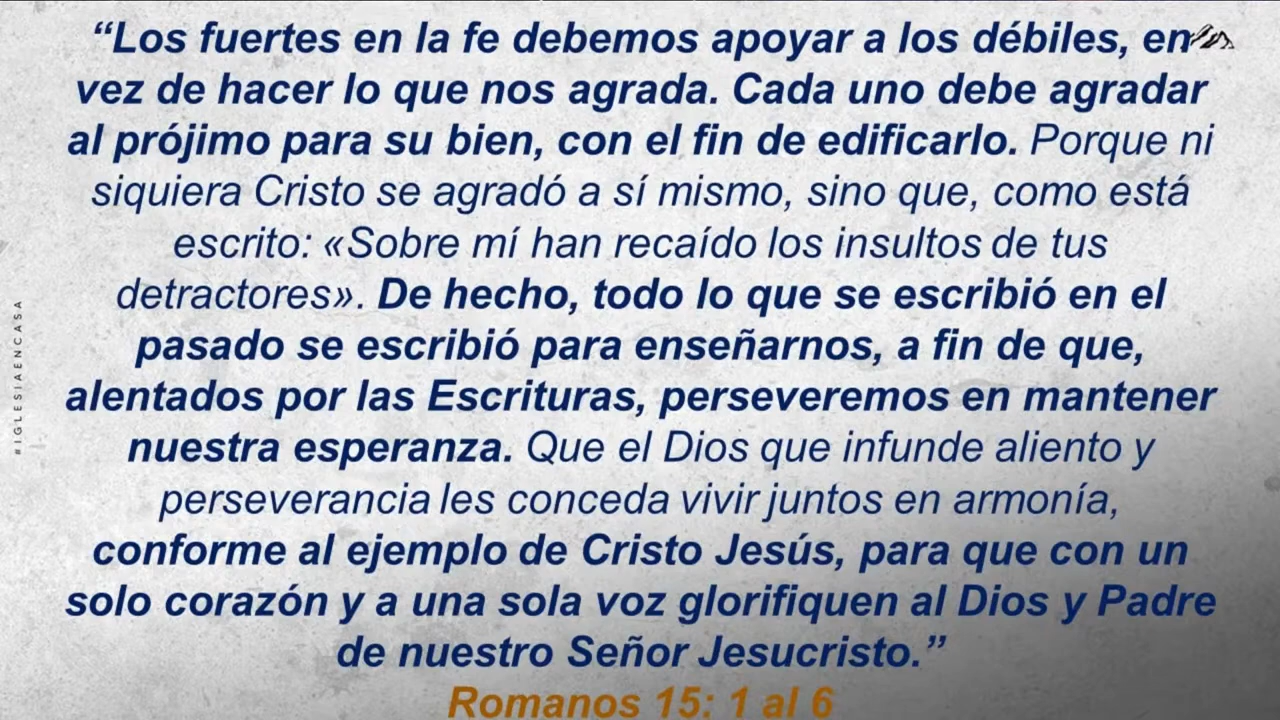 “Los fuertes en la fe debemos apoyar a los débiles, en
vez de hacer lo que nos agrada. Cada uno debe agradar
al prójimo para su bien, con el fin de edificarlo. Porque ni
siquiera Cristo se agradó a sí mismo, sino que, como está
escrito: «Sobre mí han recaído los insultos de tus
detractores». De hecho, todo lo que se escribió en el
pasado se escribió para enseñarnos, a fin de que,
alentados por las Escrituras, perseveremos en mantener
nuestra esperanza. Que el Dios que infunde aliento y
perseverancia les conceda vivir juntos en armonía,
conforme al ejemplo de Cristo Jesús, para que con un
solo corazón y a una sola voz glorifiquen al Dios y Padre
de nuestro Señor Jesucristo.”
Romanos 15: 1 al 6
#IGLESIAENCASA